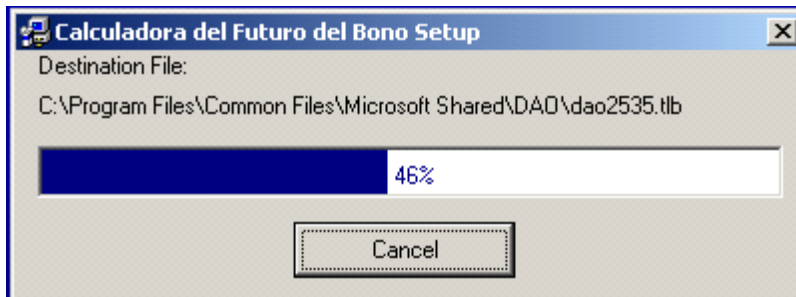 Calculadora del Futuro del Bono Setup
Destination File:
C:\Program Files\Common Files\Microsoft Shared\DAO\dao2535.tlb
46%
Cancel